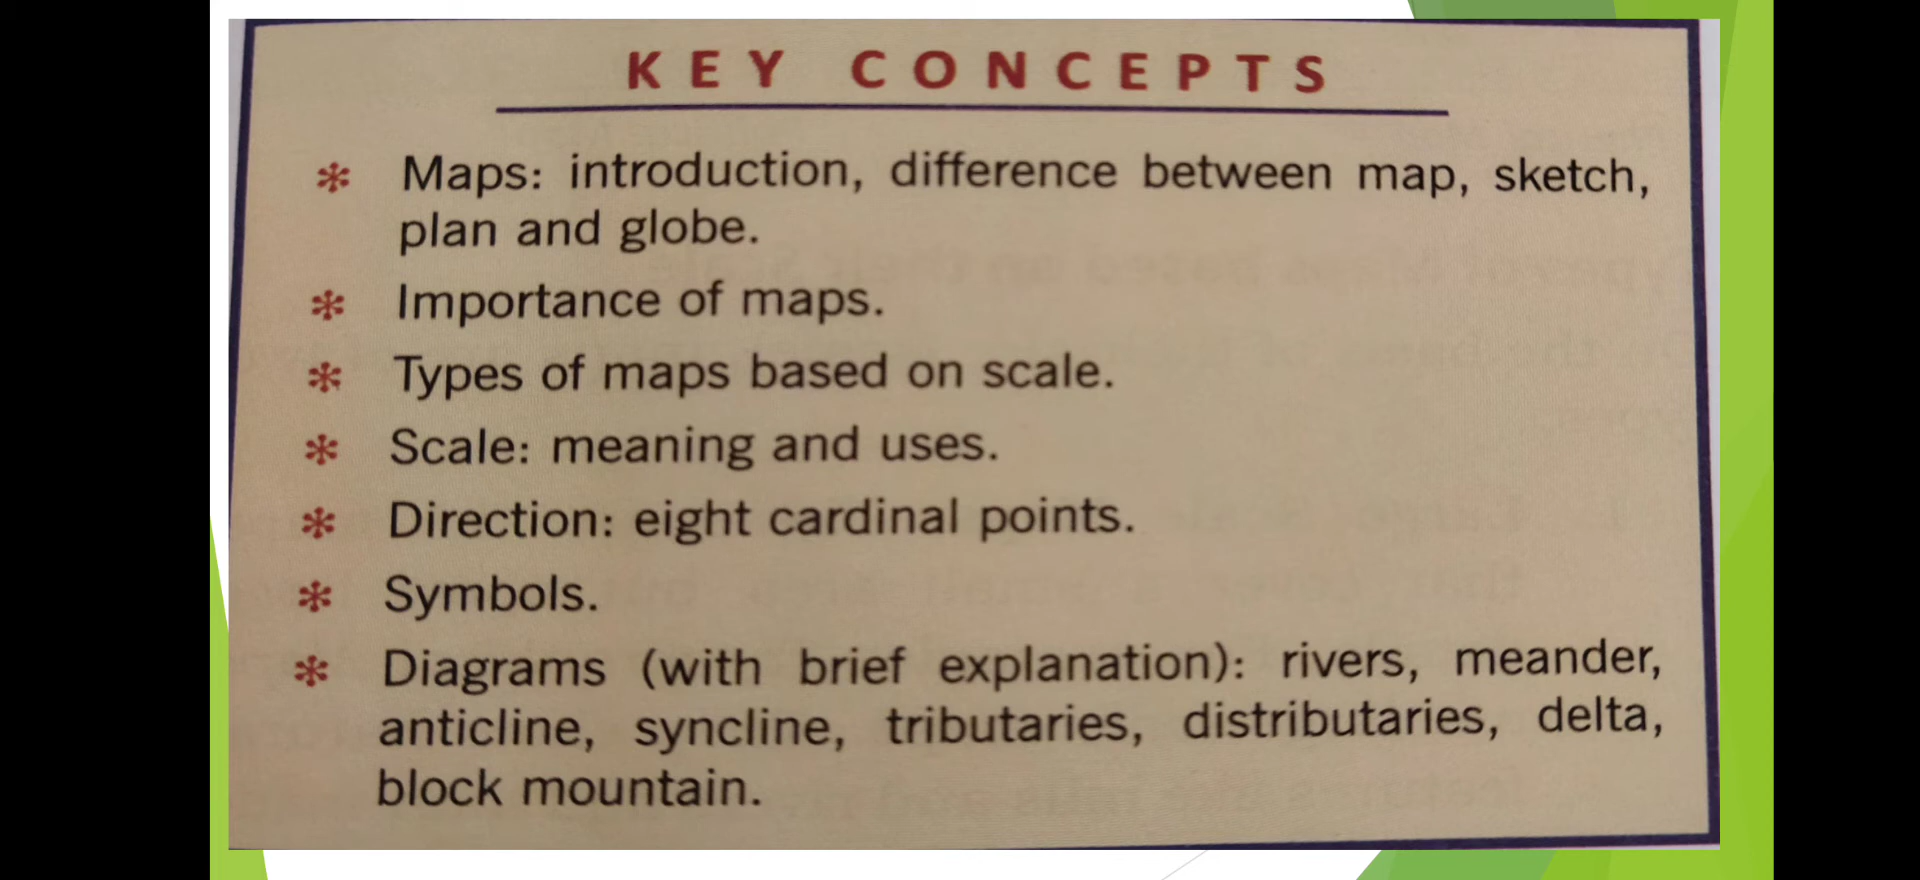 KEY CONCEPTS
* Maps: introduction, difference between map, sketch,
plan and globe.
* Importance of maps.
* Types of maps based on scale.
* Scale: meaning and uses.
* Direction: eight cardinal points.
* Symbols.
* Diagrams (with brief explanation): rivers, meander,
anticline, syncline, tributaries, distributaries, delta,
block mountain.